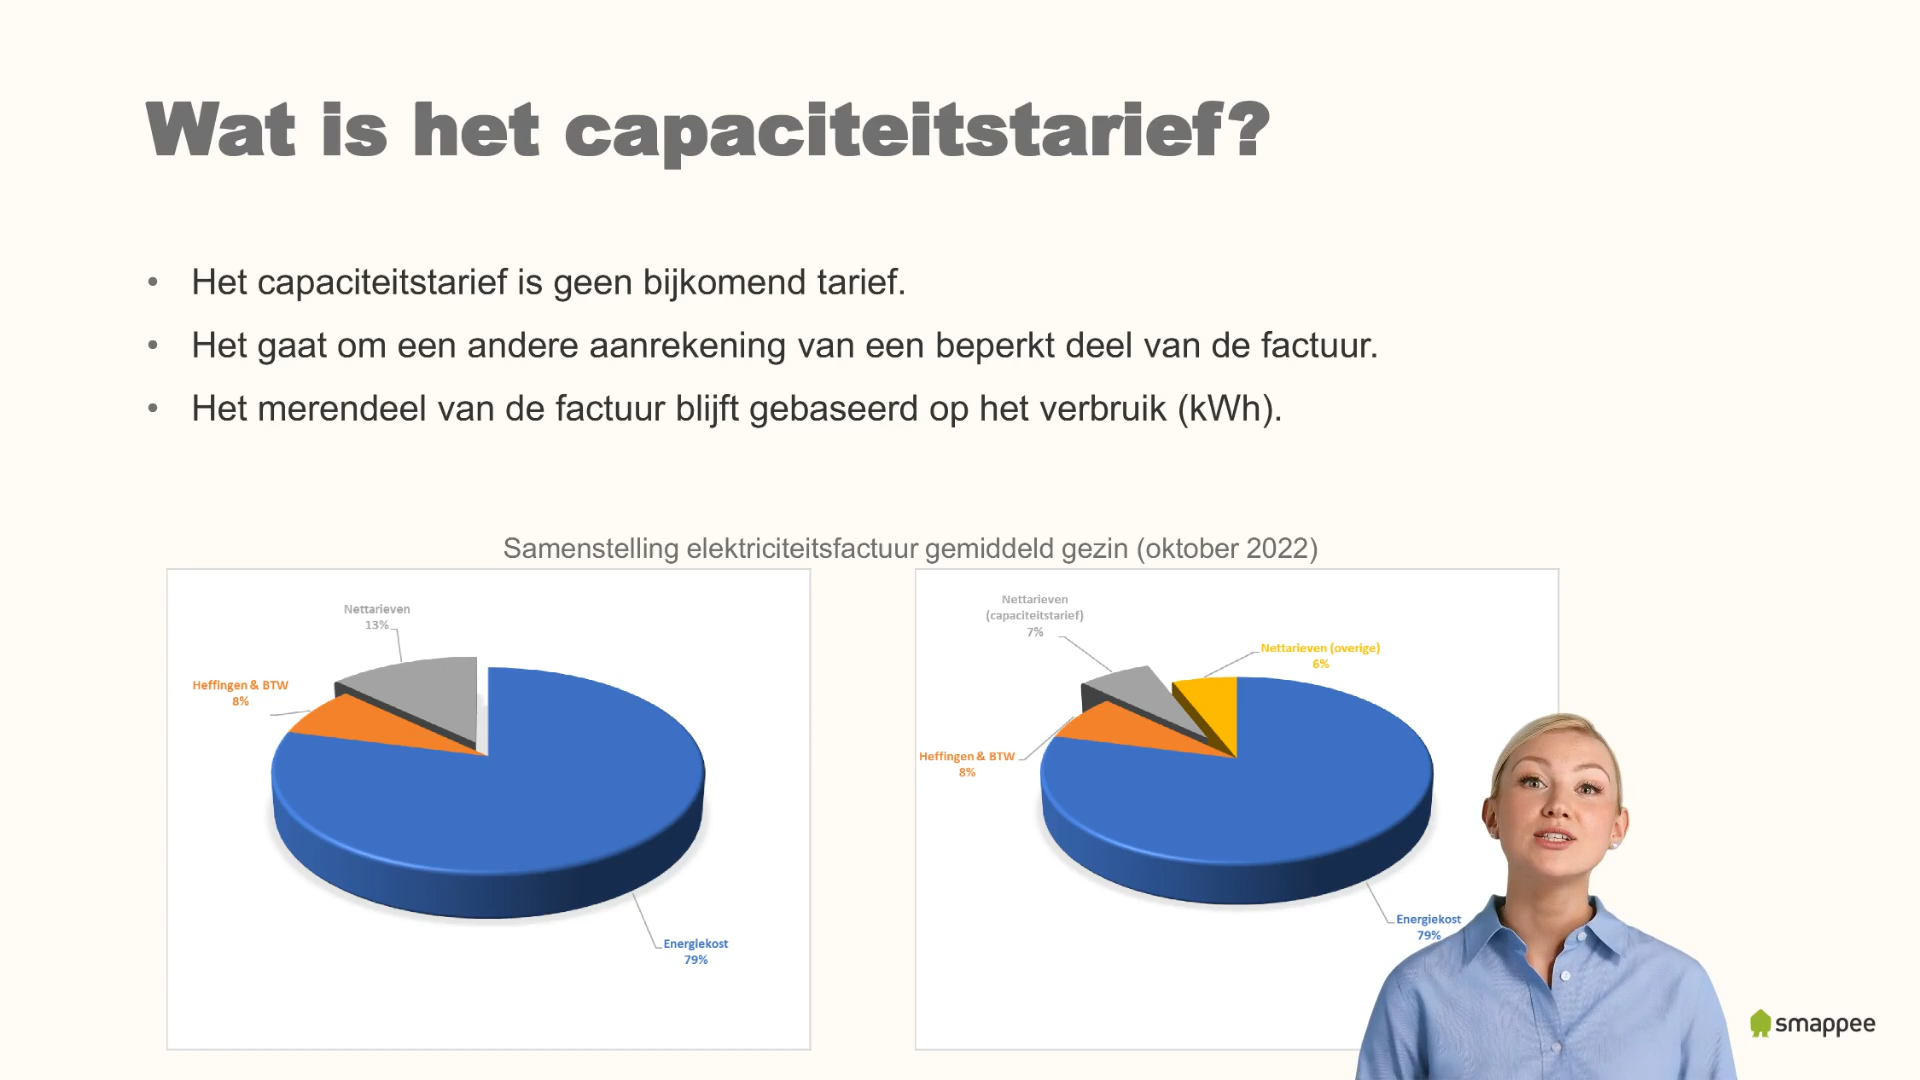 Wat is het capaciteitstarief?
• Het capaciteitstarief is geen bijkomend tarief.
• Het gaat om een andere aanrekening van een beperkt deel van de factuur.
• Het merendeel van de factuur blijft gebaseerd op het verbruik (kWh).
Samenstelling elektriciteitsfactuur gemiddeld gezin (oktober 2022)
Nettarieven
13%
Heffingen & BTW
8%
Energiekost
79%
Nettarieven
(capaciteitstarief)
7%
Nettarieven (overige)
6%
Heffingen & BTW
8%
Energiekost
79%
smappee